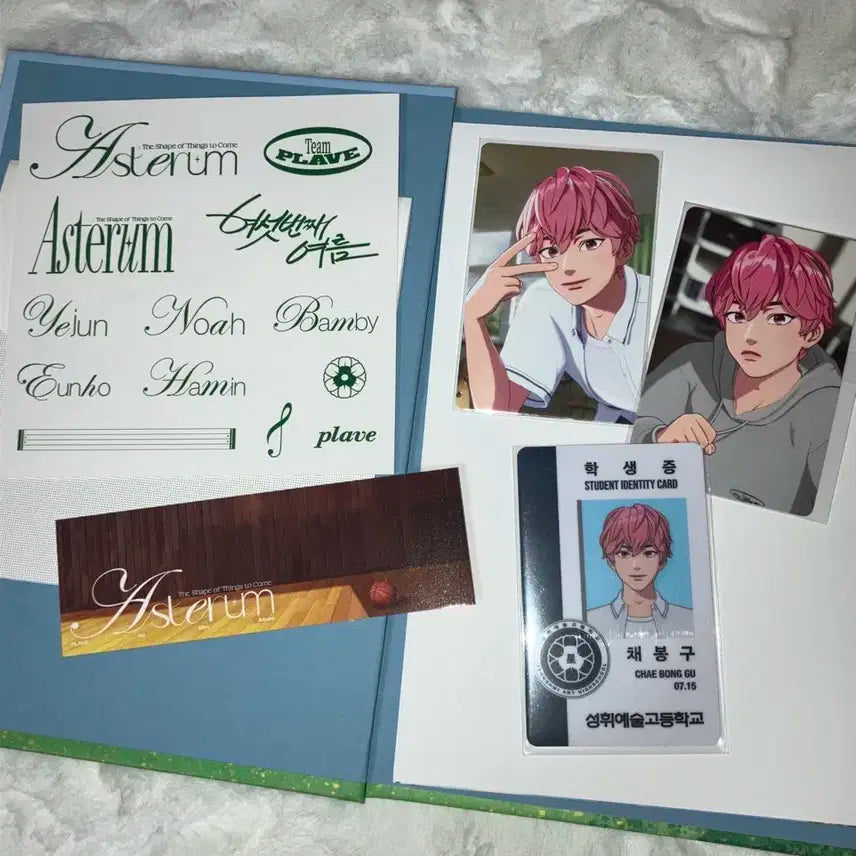 Asterum
: The Shape of Things to Come
Team
PLAVE
Asterum
: The Shape of Things to Come
여섯번째
여름
Yejun
Noah
Bamby
Eunho
Hamin
plave
Asterum
: The Shape of Things to Come
학생증
STUDENT IDENTITY CARD
채봉구
CHAE BONG GU
07.15
성휘예술고등학교